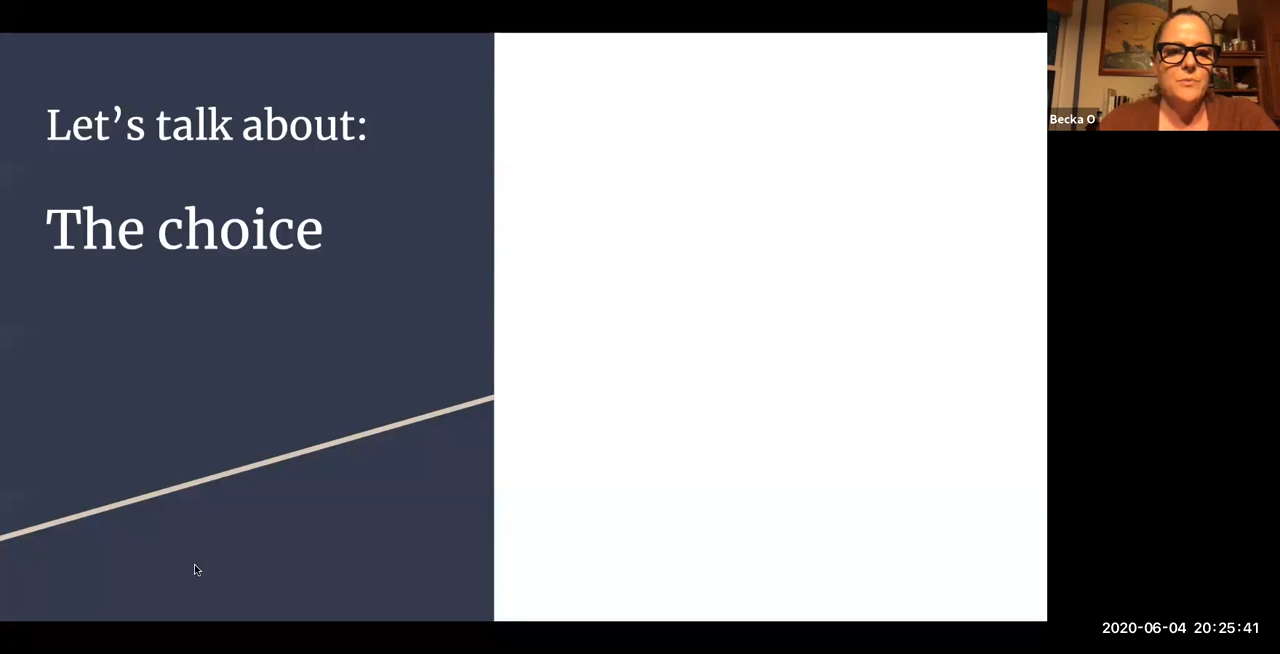 Let’s talk about:
The choice
Becka O
2020-06-04 20:25:41